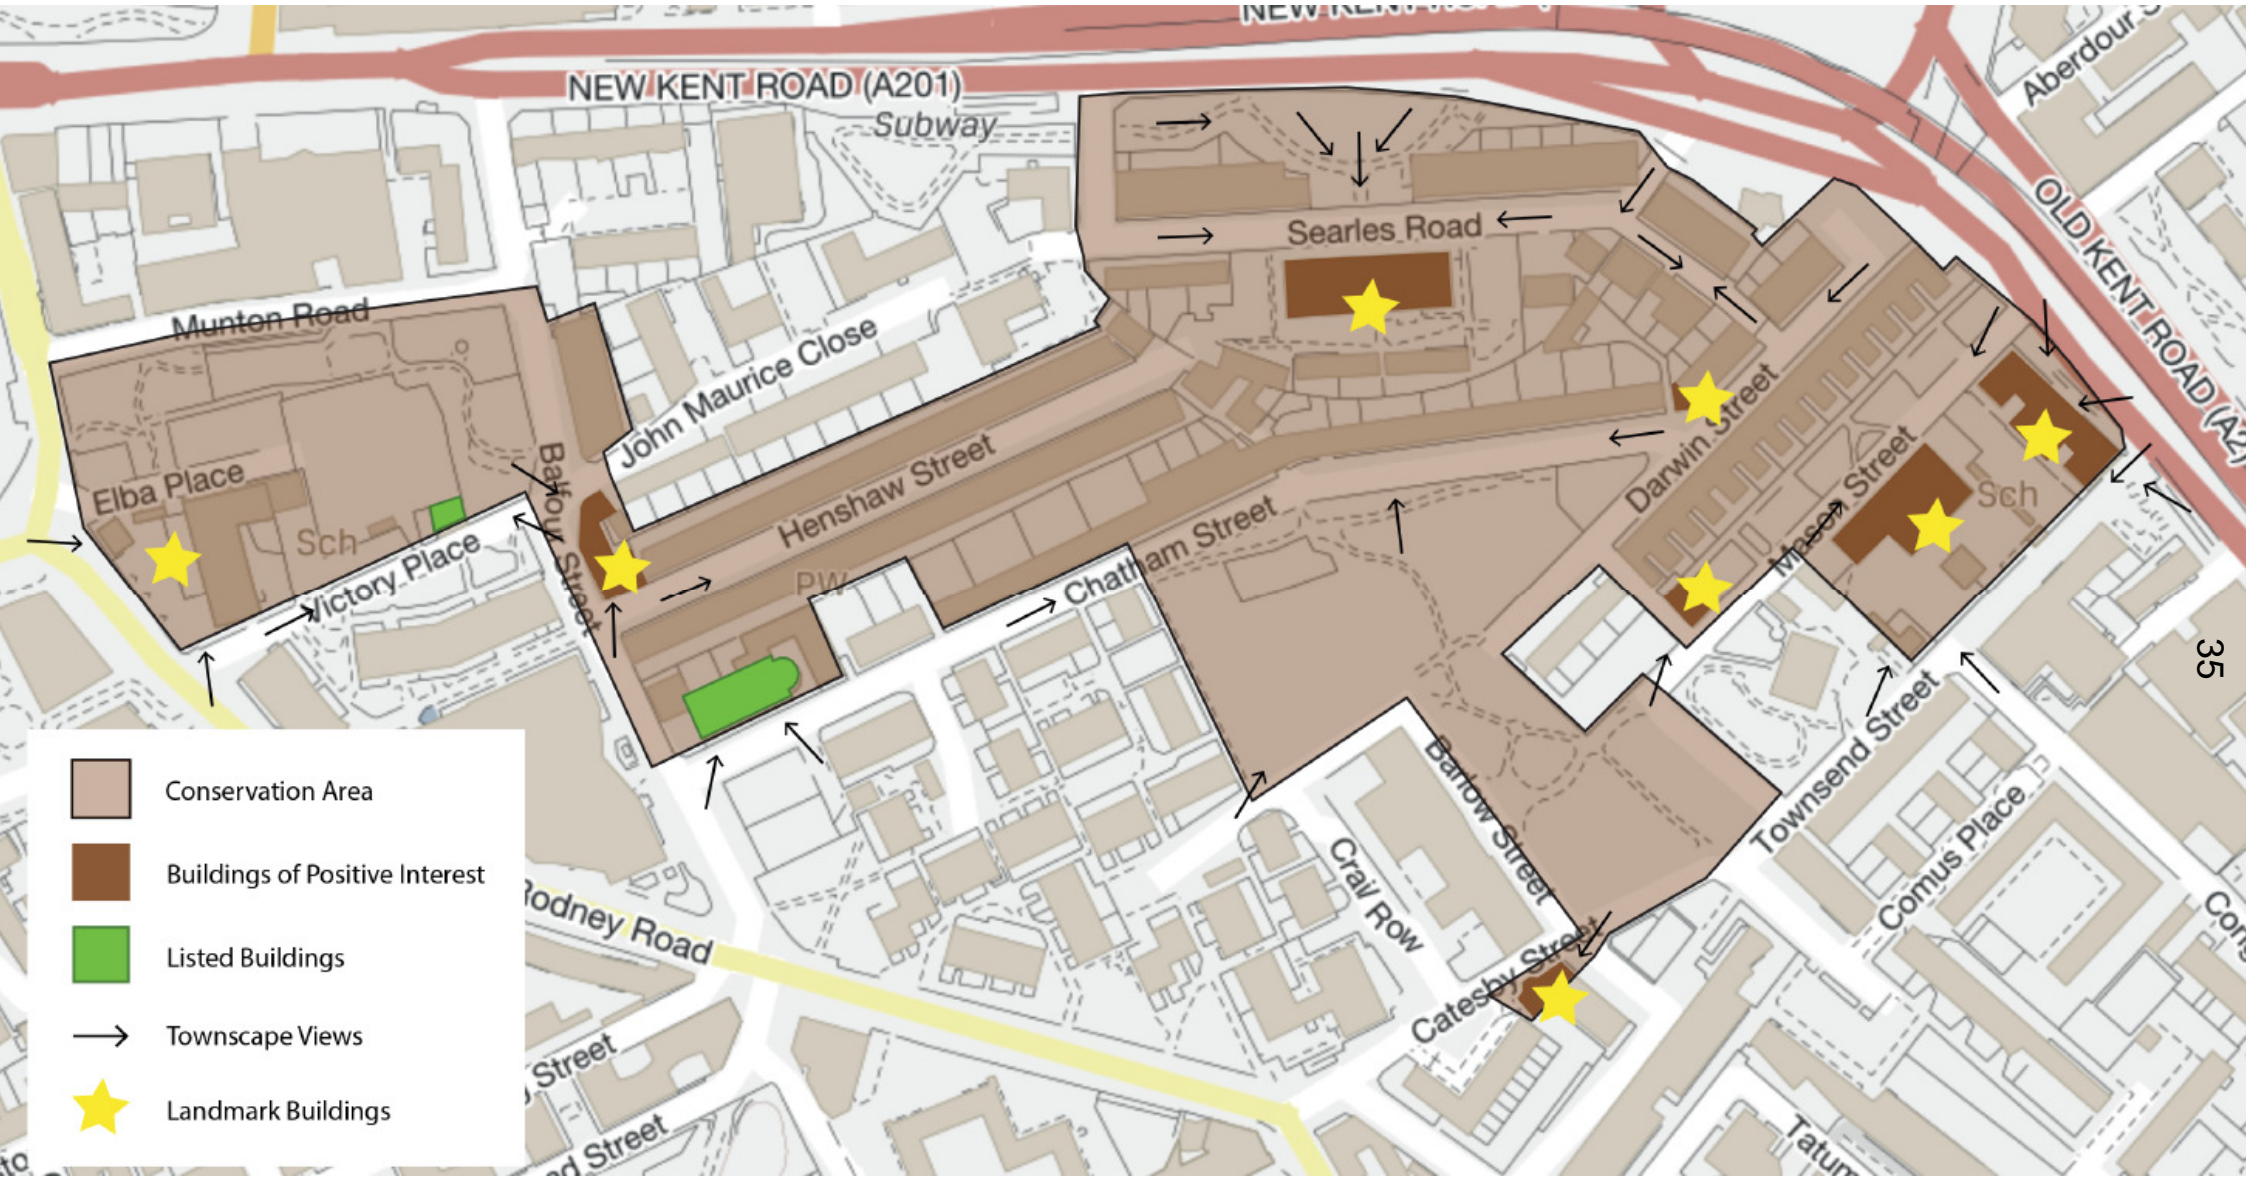 NEW KENT ROAD (A201)
Subway
Aberdour S
OLD KENT ROAD (A2)
Searles Road
Munton Road
John Maurice Close
Elba Place
Balfour Street
Henshaw Street
Darwin Street
Mason Street
Sch
Sch
Victory Place
PW
Chatham Street
35
Townsend Street
Barlow Street
Comus Place
Crail Row
Rodney Road
Catesby Street
Street
ad Street
Tatum
Cong
Conservation Area
Buildings of Positive Interest
Listed Buildings
Townscape Views
Landmark Buildings